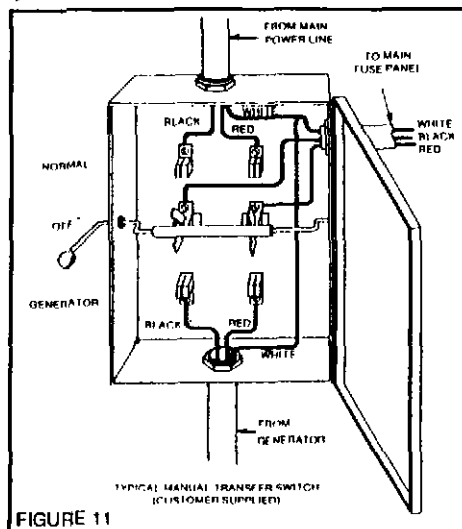 FROM MAIN
POWER LINE
TO MAIN
FUSE PANEL
WHITE
BLACK
RED
WHITE
BLACK
RED
NORMAL
OFF
GENERATOR
BLACK
RED
WHITE
FROM
GENERATOR
TYPICAL MANUAL TRANSFER SWITCH
(CUSTOMER SUPPLIED)
FIGURE 11